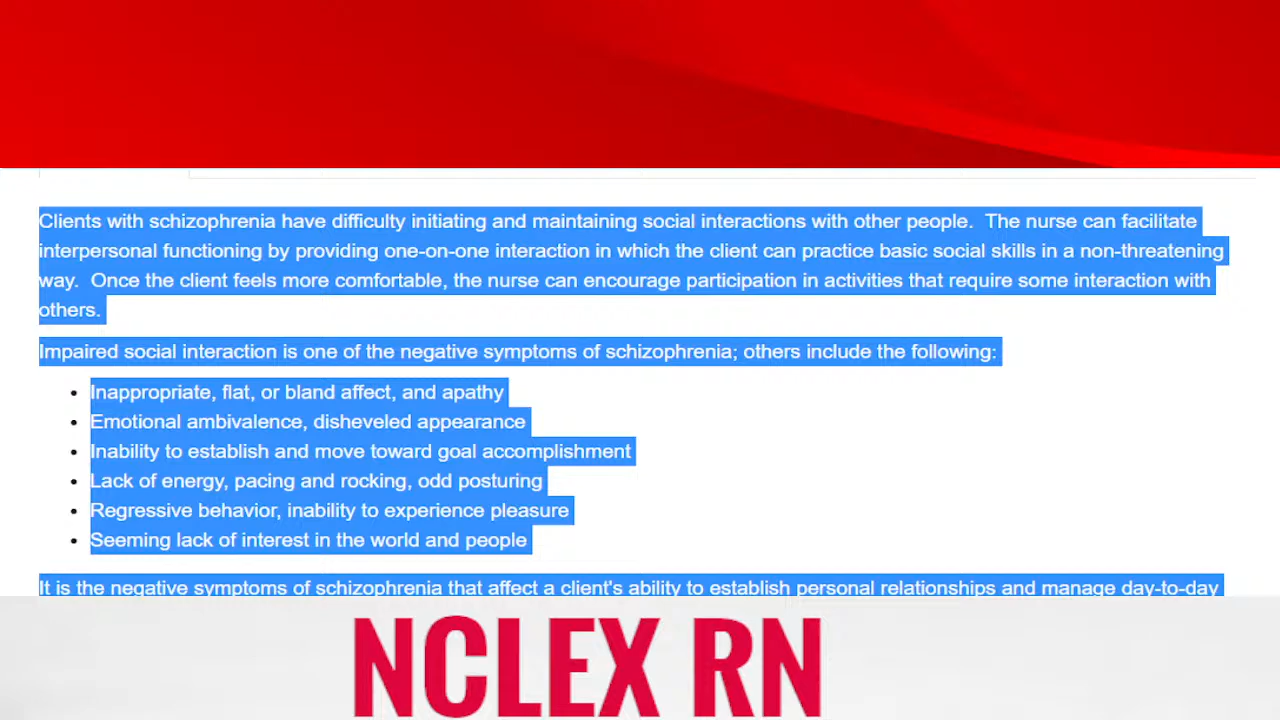 Clients with schizophrenia have difficulty initiating and maintaining social interactions with other people.  The nurse can facilitate
interpersonal functioning by providing one-on-one interaction in which the client can practice basic social skills in a non-threatening
way.  Once the client feels more comfortable, the nurse can encourage participation in activities that require some interaction with
others.
Impaired social interaction is one of the negative symptoms of schizophrenia; others include the following:
• Inappropriate, flat, or bland affect, and apathy
• Emotional ambivalence, disheveled appearance
• Inability to establish and move toward goal accomplishment
• Lack of energy, pacing and rocking, odd posturing
• Regressive behavior, inability to experience pleasure
• Seeming lack of interest in the world and people
It is the negative symptoms of schizophrenia that affect a client's ability to establish personal relationships and manage day-to-day
NCLEX RN